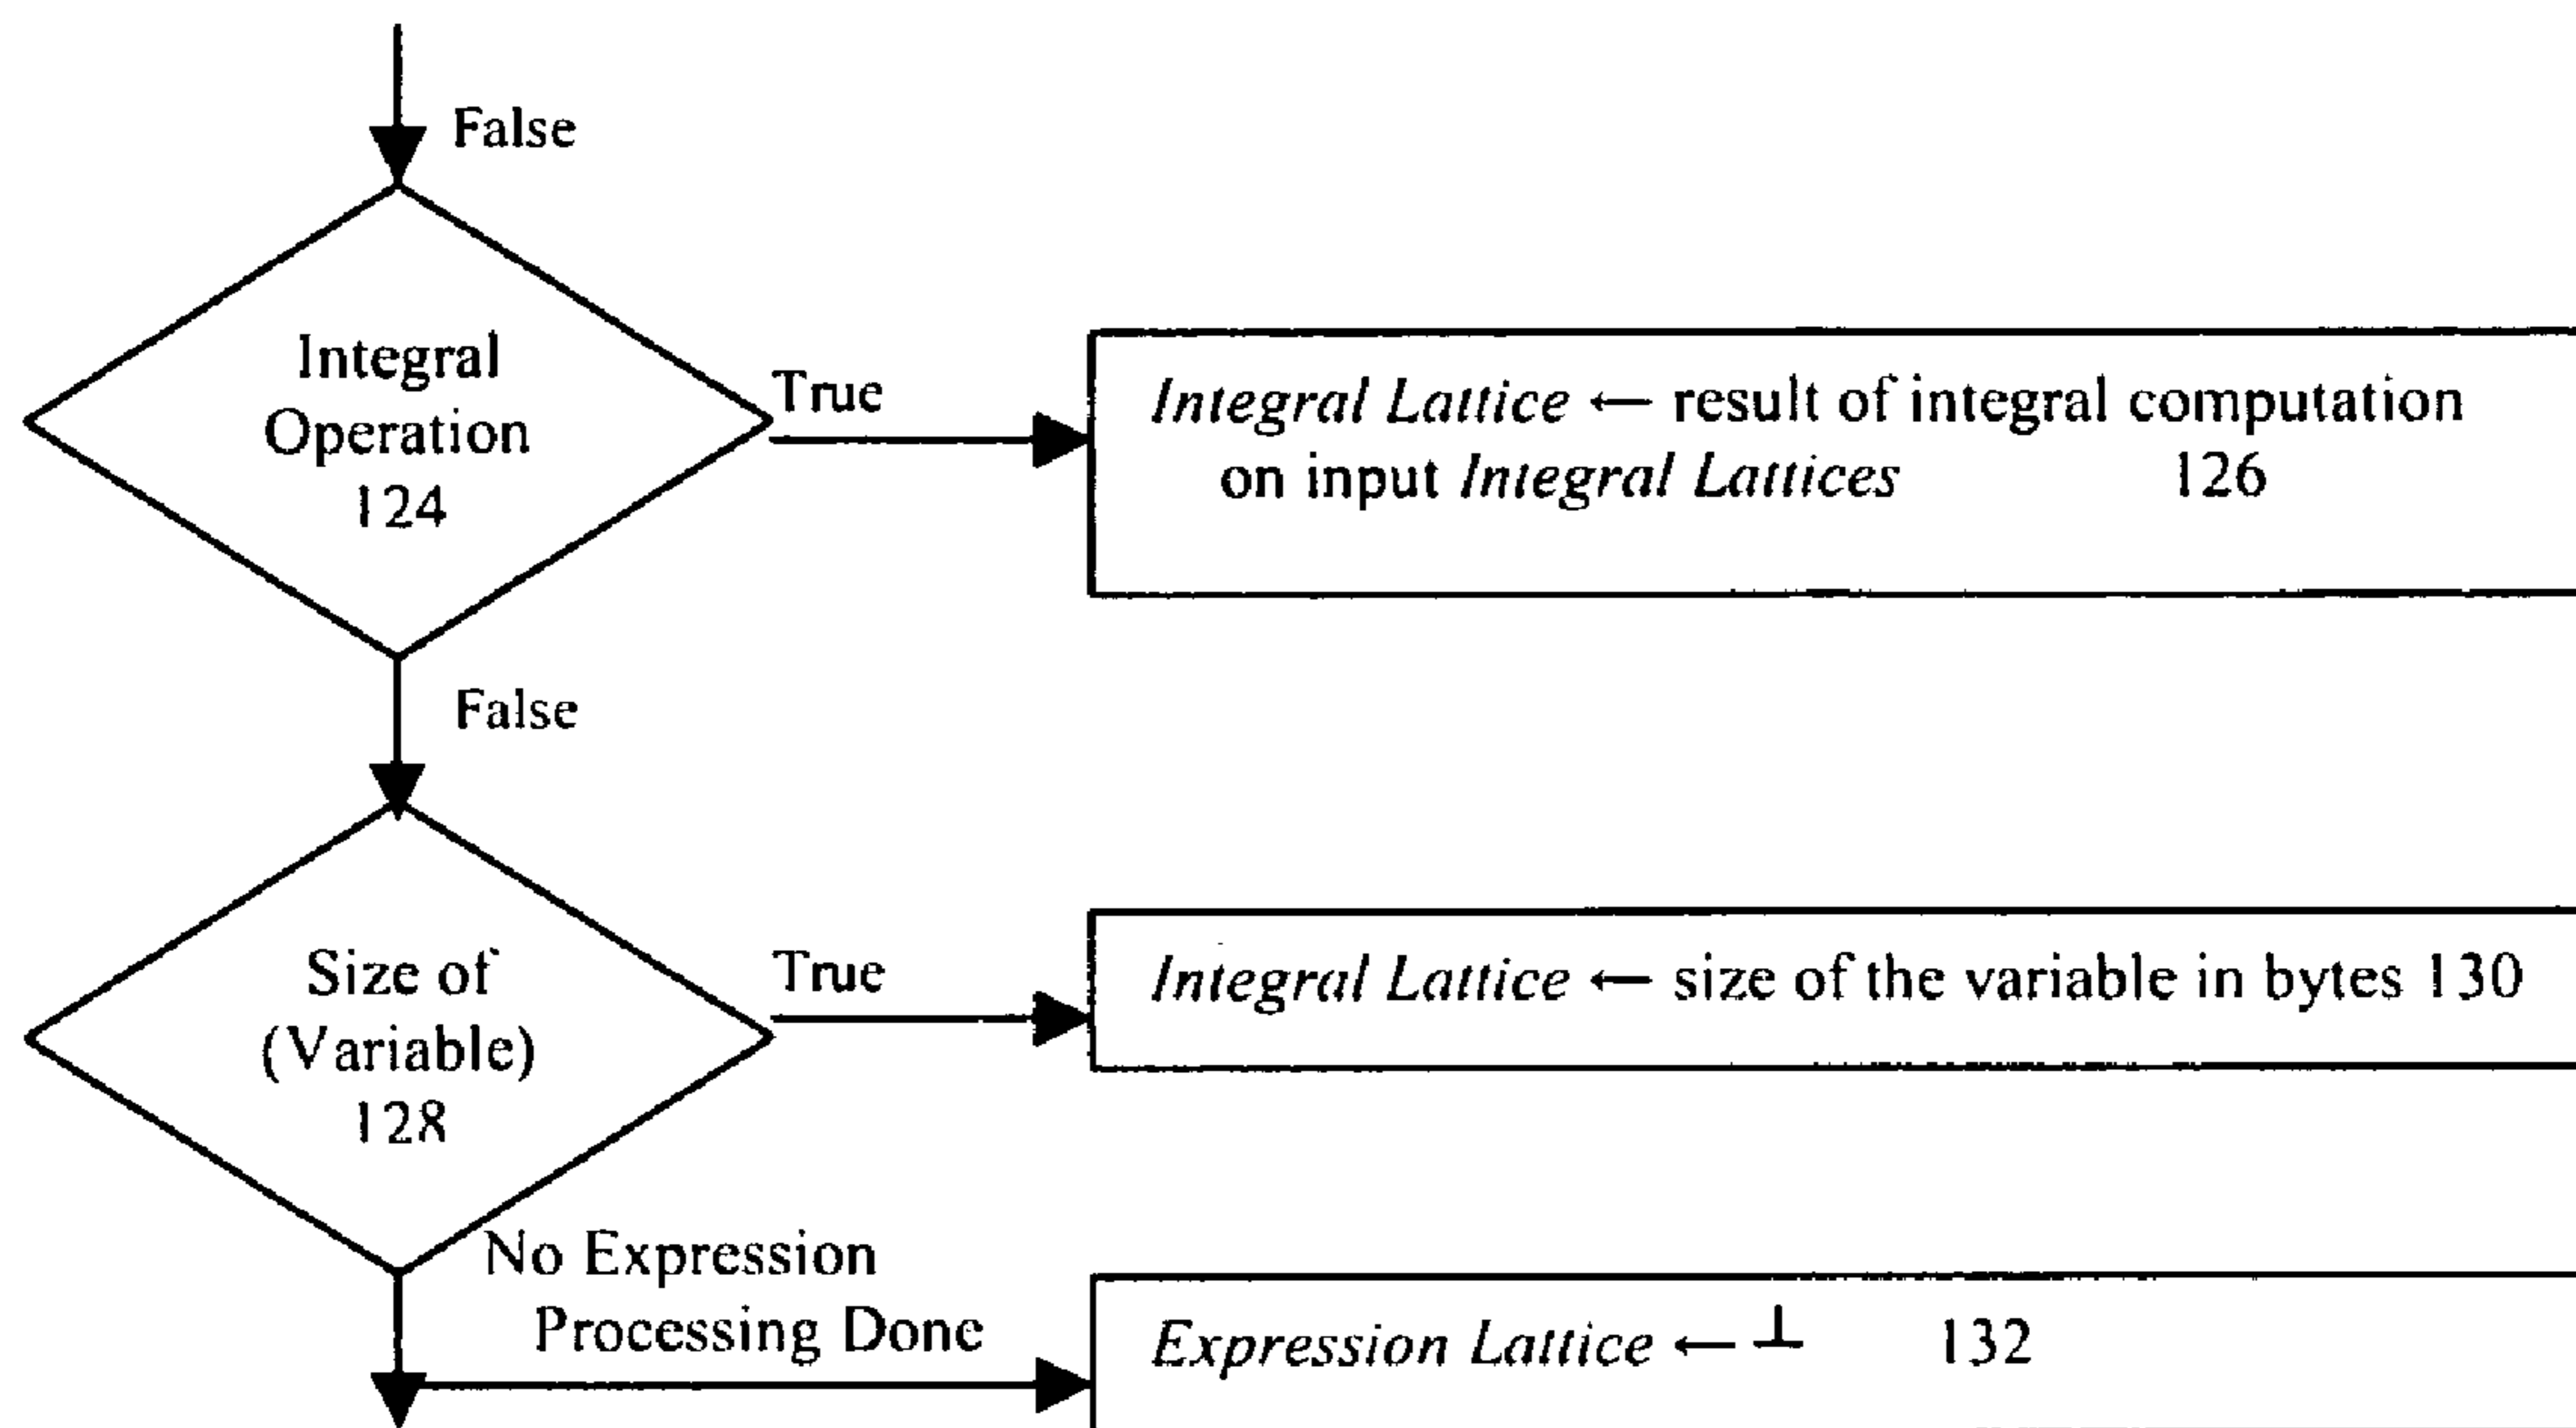 False
Integral
Operation
124
True
Integral Lattice ← result of integral computation
on input Integral Lattices 126
False
Size of
(Variable)
128
True
Integral Lattice ← size of the variable in bytes 130
No Expression
Processing Done
Expression Lattice ← ⊥ 132